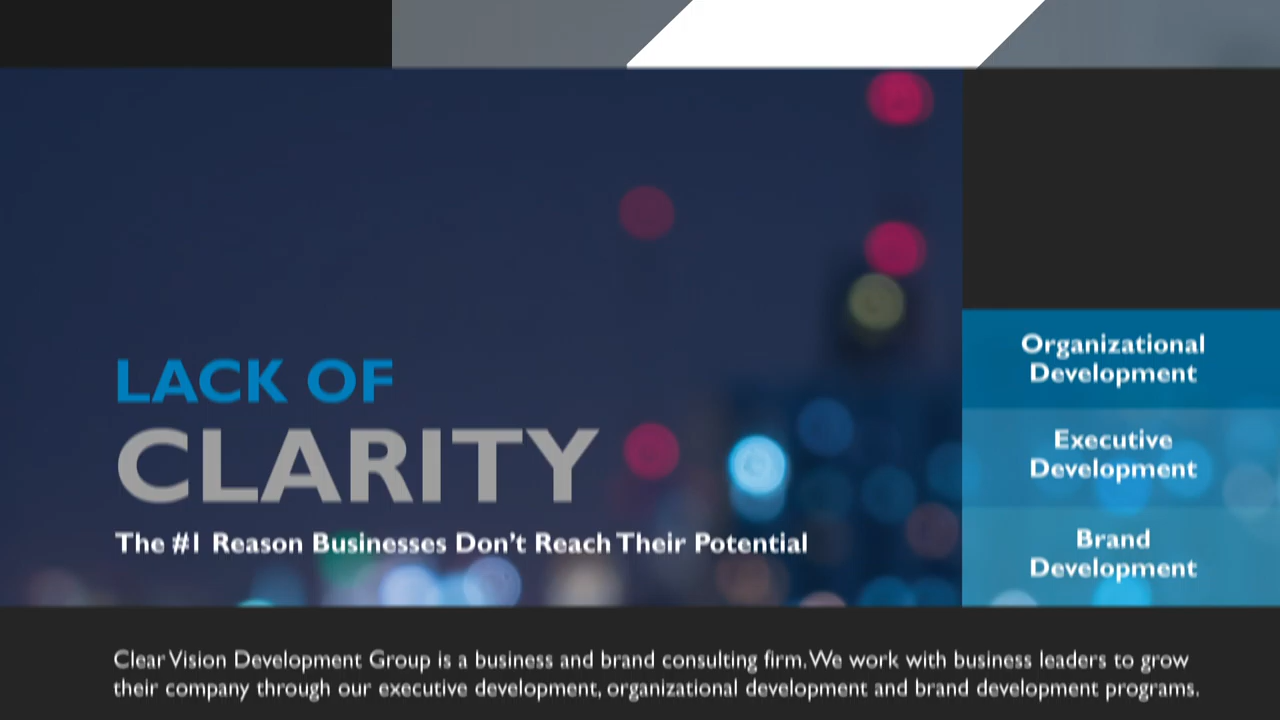 LACK OF
CLARITY
The #1 Reason Businesses Don't Reach Their Potential
Organizational
Development
Executive
Development
Brand
Development
Clear Vision Development Group is a business and brand consulting firm. We work with business leaders to grow
their company through our executive development, organizational development and brand development programs.